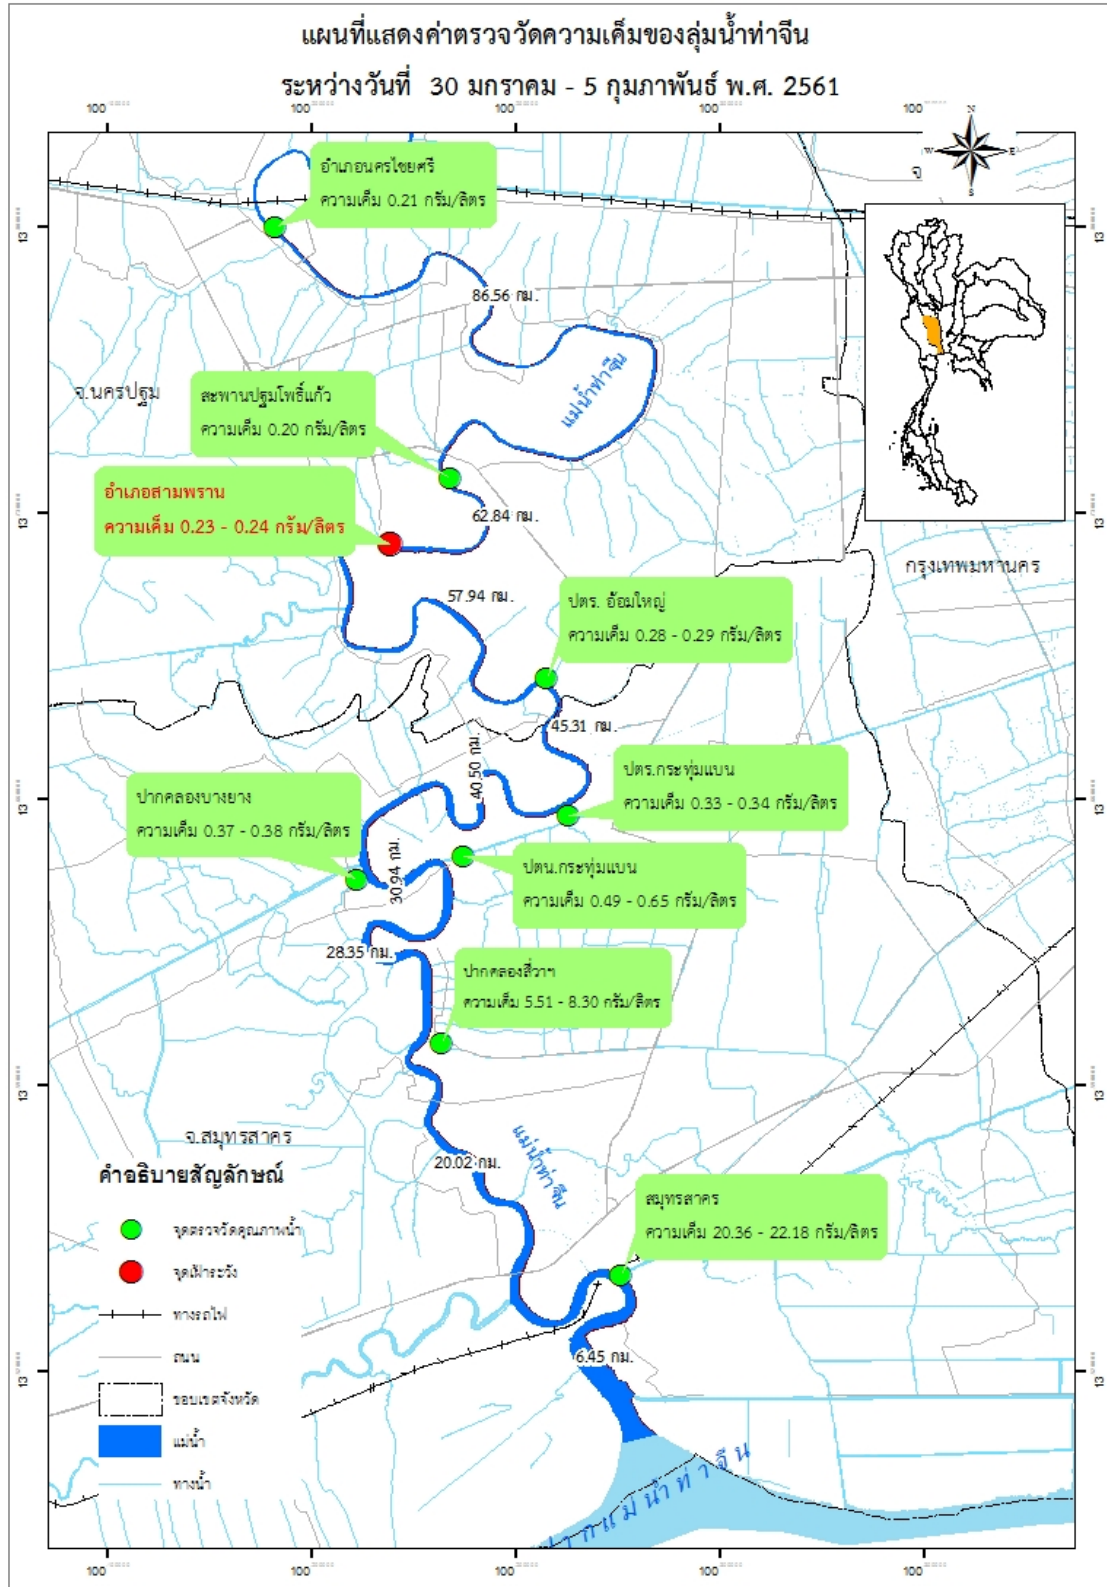 แผนที่แสดงค่าตรวจวัดความเค็มของลุ่มน้ำท่าจีน
ระหว่างวันที่ 30 มกราคม - 5 กุมภาพันธ์ พ.ศ. 2561
N
W
E
S
จ
อำเภอนครไชยศรี
ความเค็ม 0.21 กรัม/ลิตร
86.56 กม.
แม่น้ำท่าจีน
จ.นครปฐม
สะพานปฐมโพธิ์แก้ว
ความเค็ม 0.20 กรัม/ลิตร
อำเภอสามพราน
ความเค็ม 0.23 - 0.24 กรัม/ลิตร
62.84 กม.
กรุงเทพมหานคร
57.94 กม.
ปตร. อ้อมใหญ่
ความเค็ม 0.28 - 0.29 กรัม/ลิตร
45.31 กม.
40.50 กม.
ปตร.กระทุ่มแบน
ความเค็ม 0.33 - 0.34 กรัม/ลิตร
ปากคลองบางยาง
ความเค็ม 0.37 - 0.38 กรัม/ลิตร
30.94 กม.
ปตน.กระทุ่มแบน
ความเค็ม 0.49 - 0.65 กรัม/ลิตร
28.35 กม.
ปากคลองสี่วาฯ
ความเค็ม 5.51 - 8.30 กรัม/ลิตร
จ.สมุทรสาคร
แม่น้ำท่าจีน
20.02 กม.
สมุทรสาคร
ความเค็ม 20.36 - 22.18 กรัม/ลิตร
6.45 กม.
ปากแม่น้ำท่าจีน
คำอธิบายสัญลักษณ์
จุดตรวจวัดคุณภาพน้ำ
จุดเฝ้าระวัง
ทางรถไฟ
ถนน
ขอบเขตจังหวัด
แม่น้ำ
ทางน้ำ